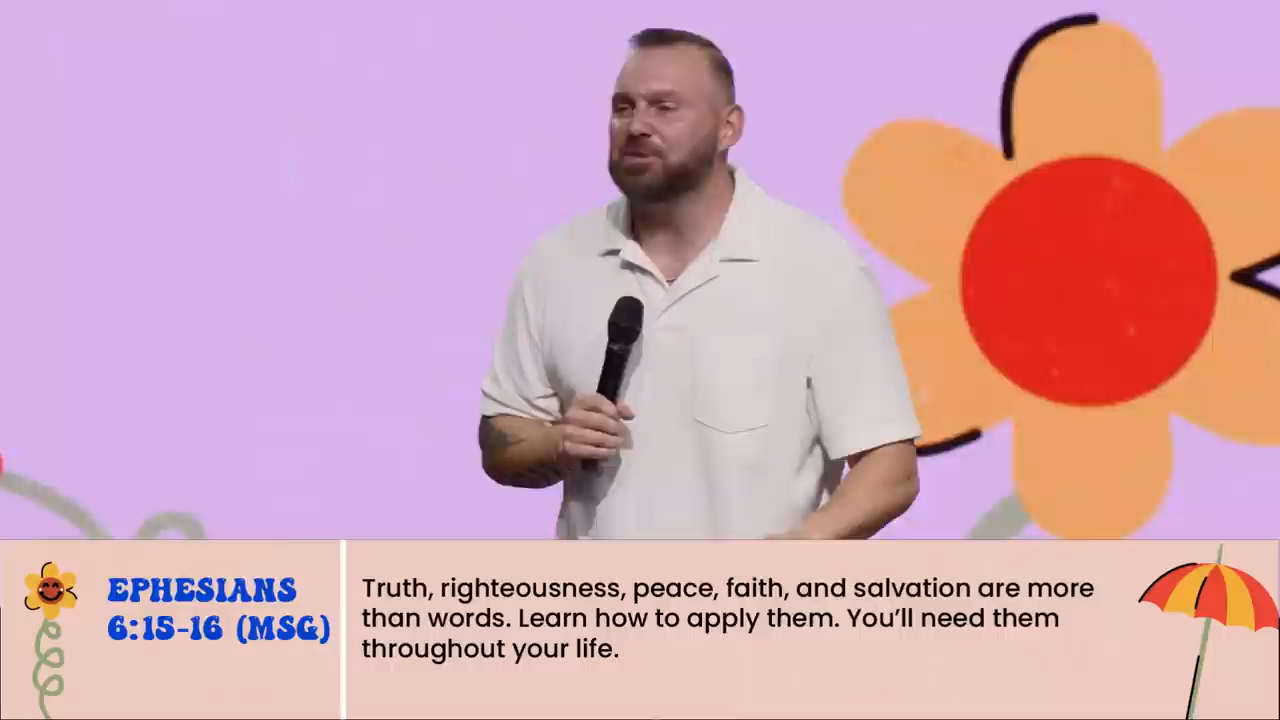 EPHESIANS
6:15-16 (MSG)
Truth, righteousness, peace, faith, and salvation are more
than words. Learn how to apply them. You’ll need them
throughout your life.